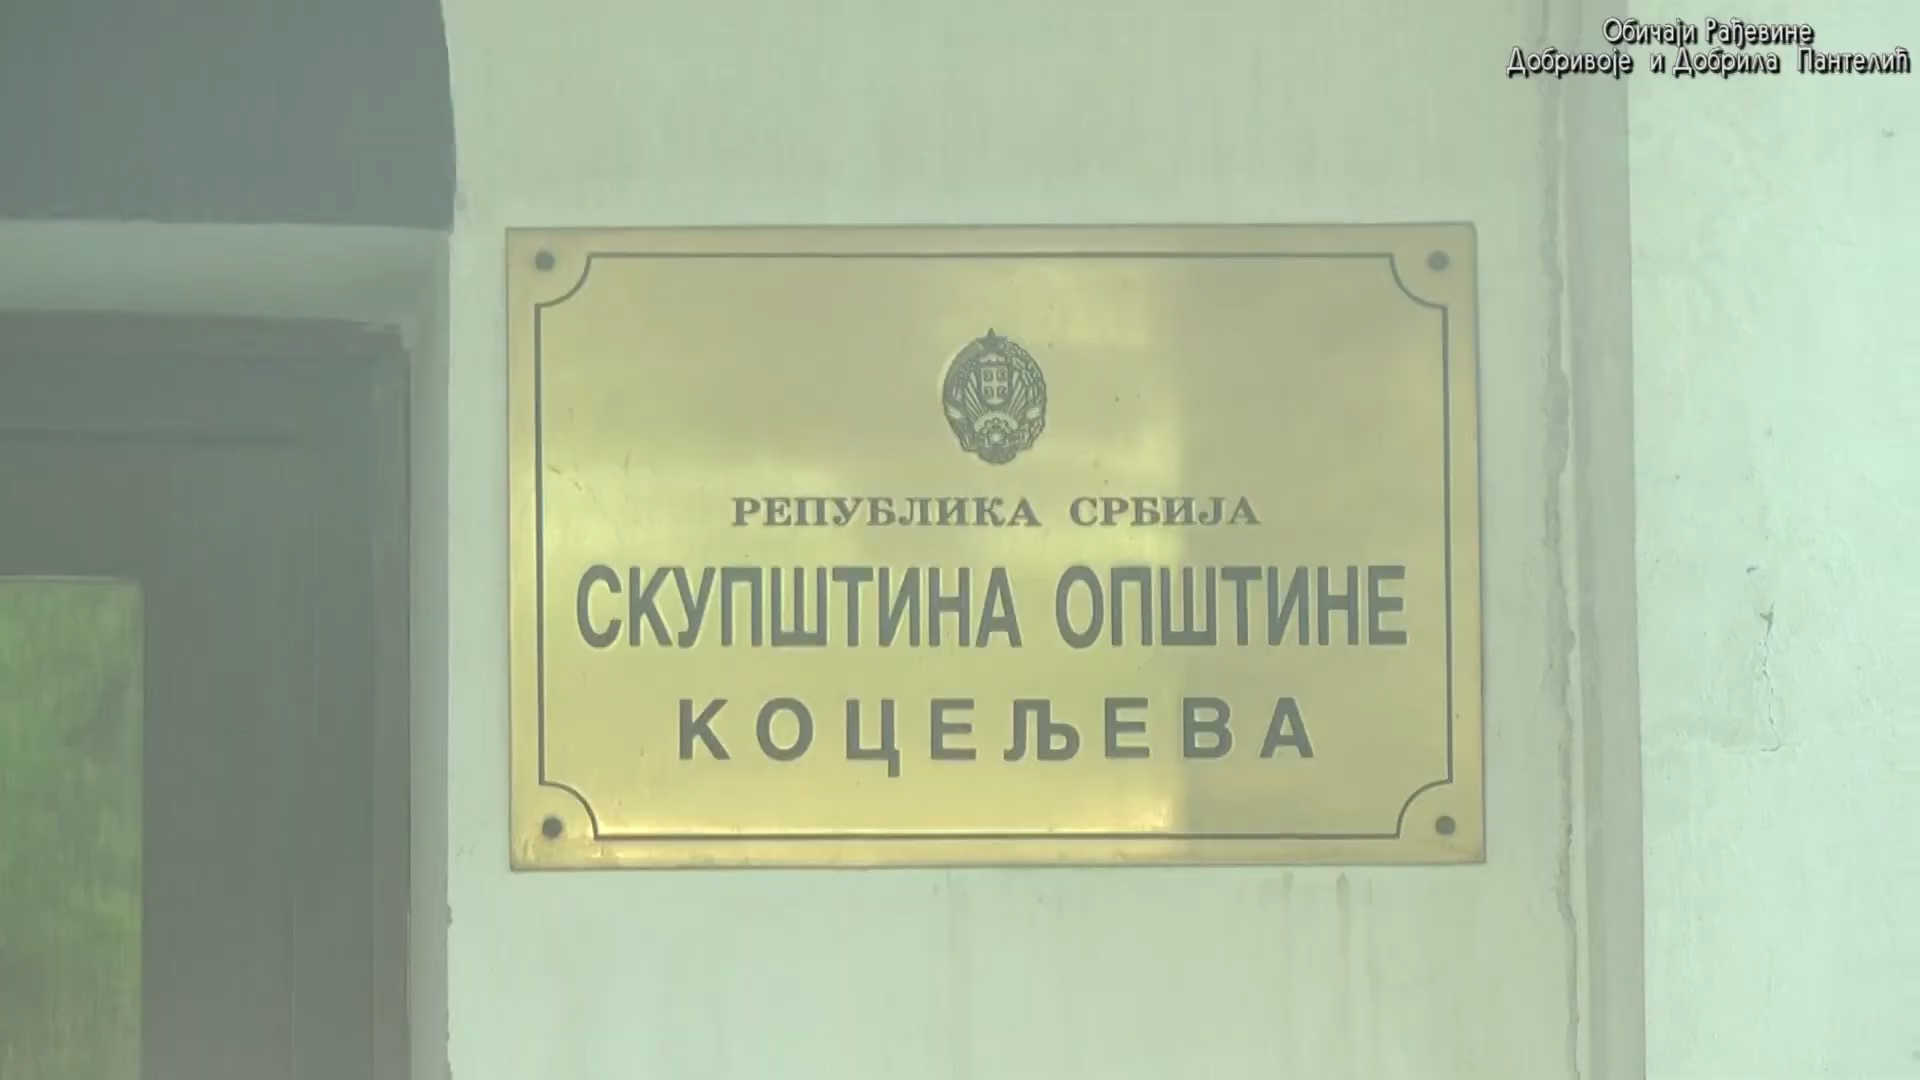 Обичаји Рађевине
Добривоје и Добрила Пантелић
РЕПУБЛИКА СРБИЈА
СКУПШТИНА ОПШТИНЕ
КОЦЕЉЕВА